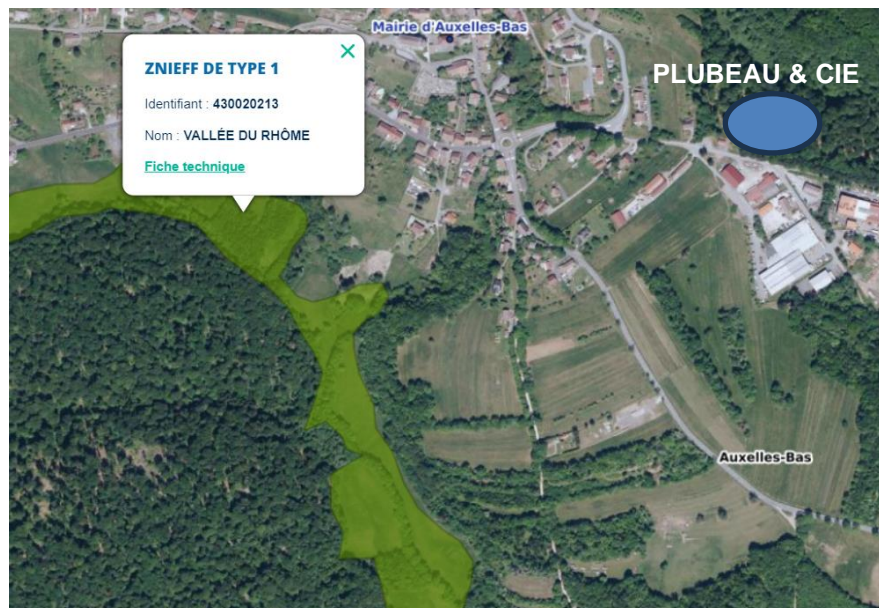 Mairie d'Auxelles-Bas
ZNIEFF DE TYPE 1
Identifiant : 430020213
Nom : VALLÉE DU RHÔME
Fiche technique
PLUBEAU & CIE
Auxelles-Bas